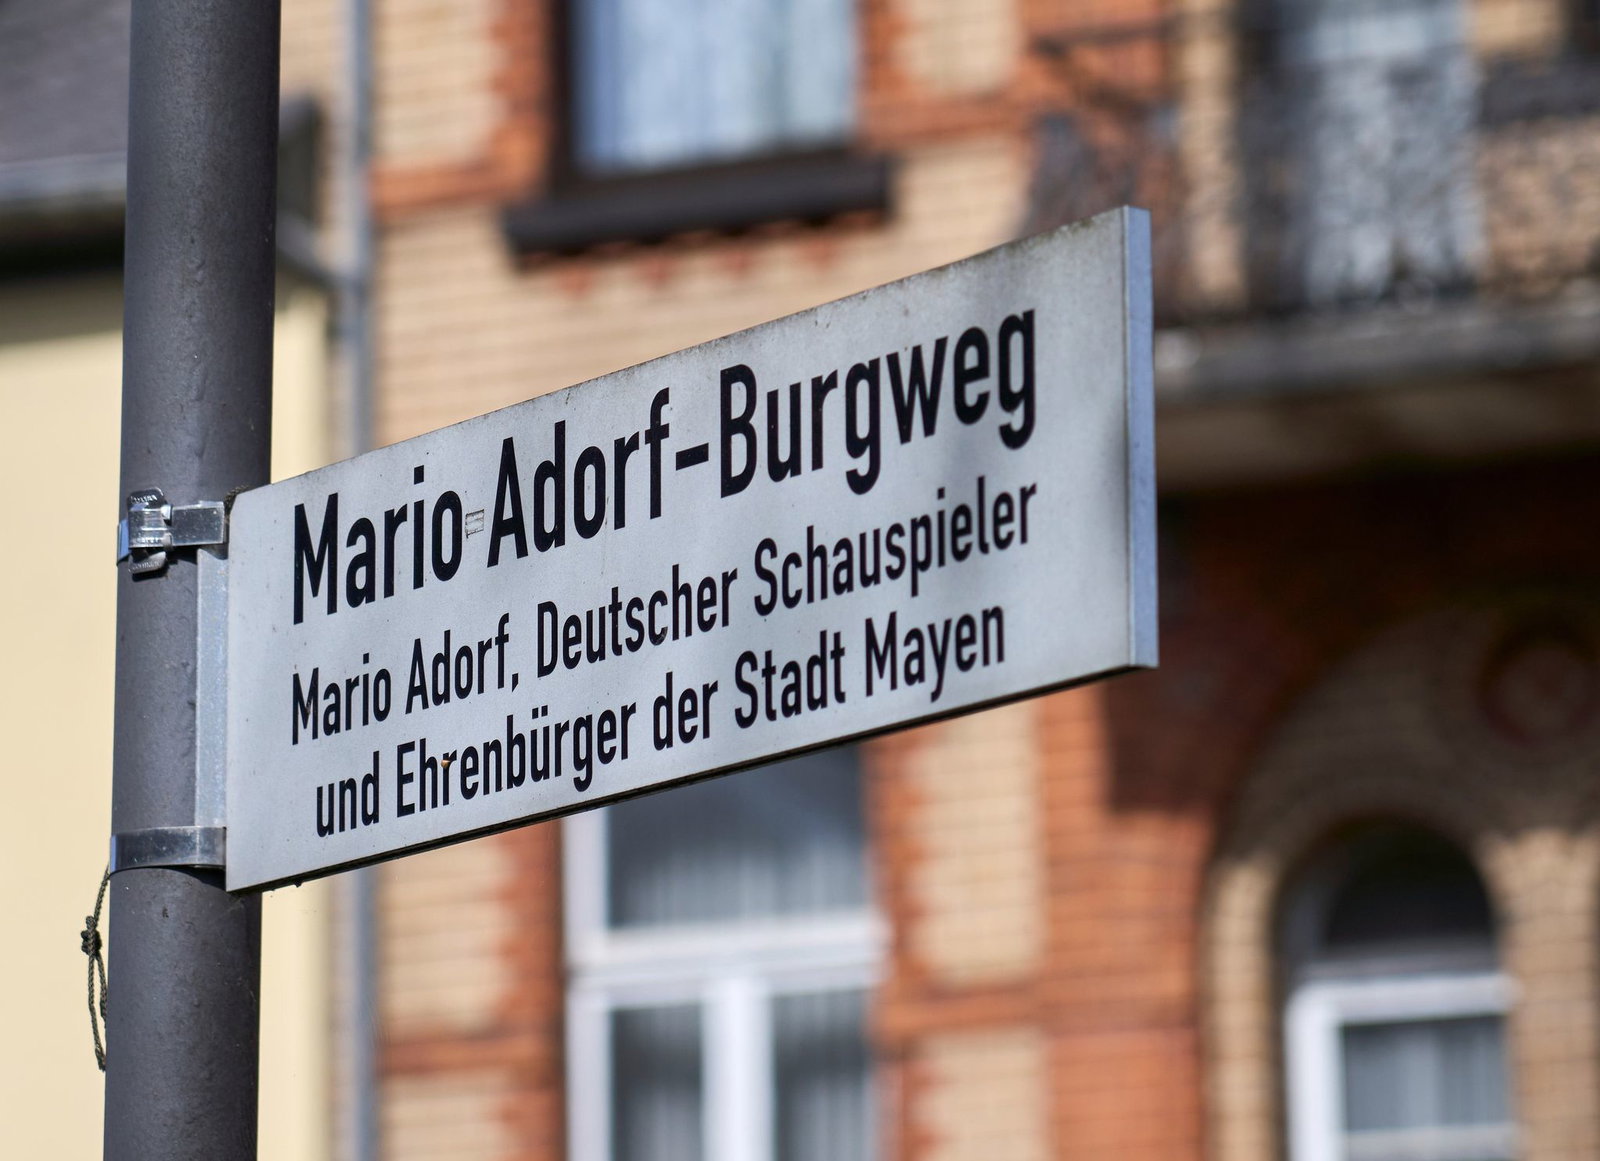 Mario Adorf-Burgweg
Mario Adorf, Deutscher Schauspieler
und Ehrenbürger der Stadt Mayen